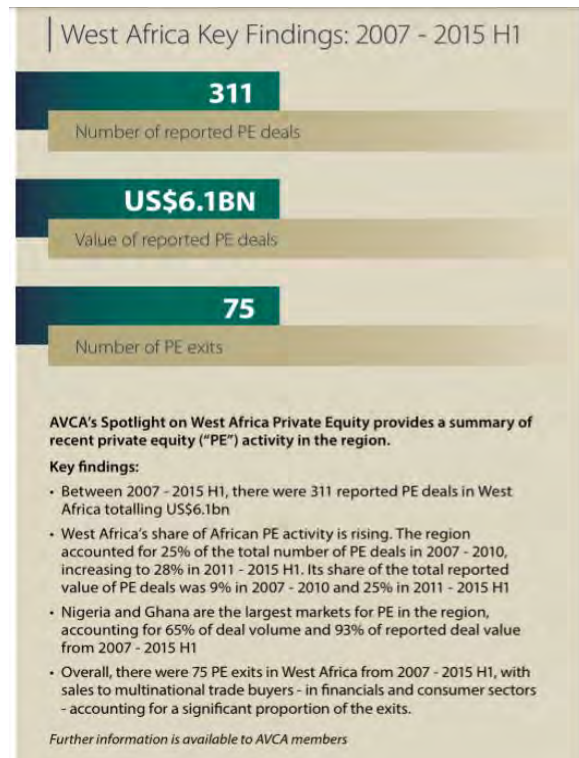 West Africa Key Findings: 2007 - 2015 H1
311
Number of reported PE deals
US$6.1BN
Value of reported PE deals
75
Number of PE exits
AVCA's Spotlight on West Africa Private Equity provides a summary of
recent private equity ("PE") activity in the region.
Key findings:
• Between 2007 - 2015 H1, there were 311 reported PE deals in West
Africa totalling US$6.1bn
• West Africa's share of African PE activity is rising. The region
accounted for 25% of the total number of PE deals in 2007 - 2010,
increasing to 28% in 2011 - 2015 H1. Its share of the total reported
value of PE deals was 9% in 2007 - 2010 and 25% in 2011 - 2015 H1
• Nigeria and Ghana are the largest markets for PE in the region,
accounting for 65% of deal volume and 93% of reported deal value
from 2007 - 2015 H1
• Overall, there were 75 PE exits in West Africa from 2007 - 2015 H1, with
sales to multinational trade buyers - in financials and consumer sectors
- accounting for a significant proportion of the exits.
Further information is available to AVCA members